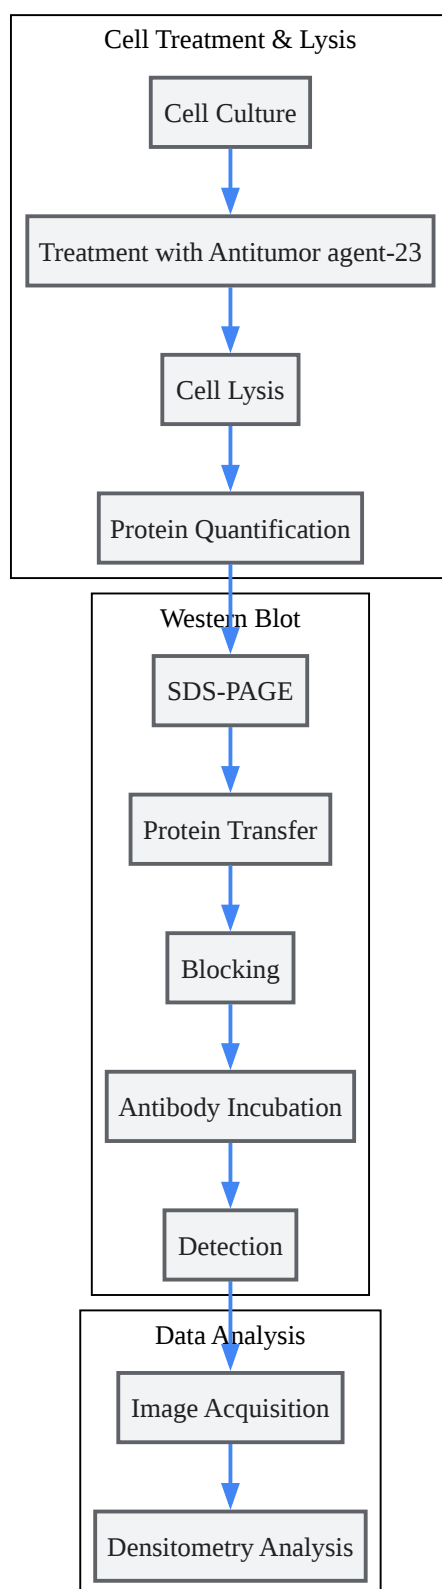 Cell Treatment & Lysis
Cell Culture
Treatment with Antitumor agent-23
Cell Lysis
Protein Quantification
Western Blot
SDS-PAGE
Protein Transfer
Blocking
Antibody Incubation
Detection
Data Analysis
Image Acquisition
Densitometry Analysis